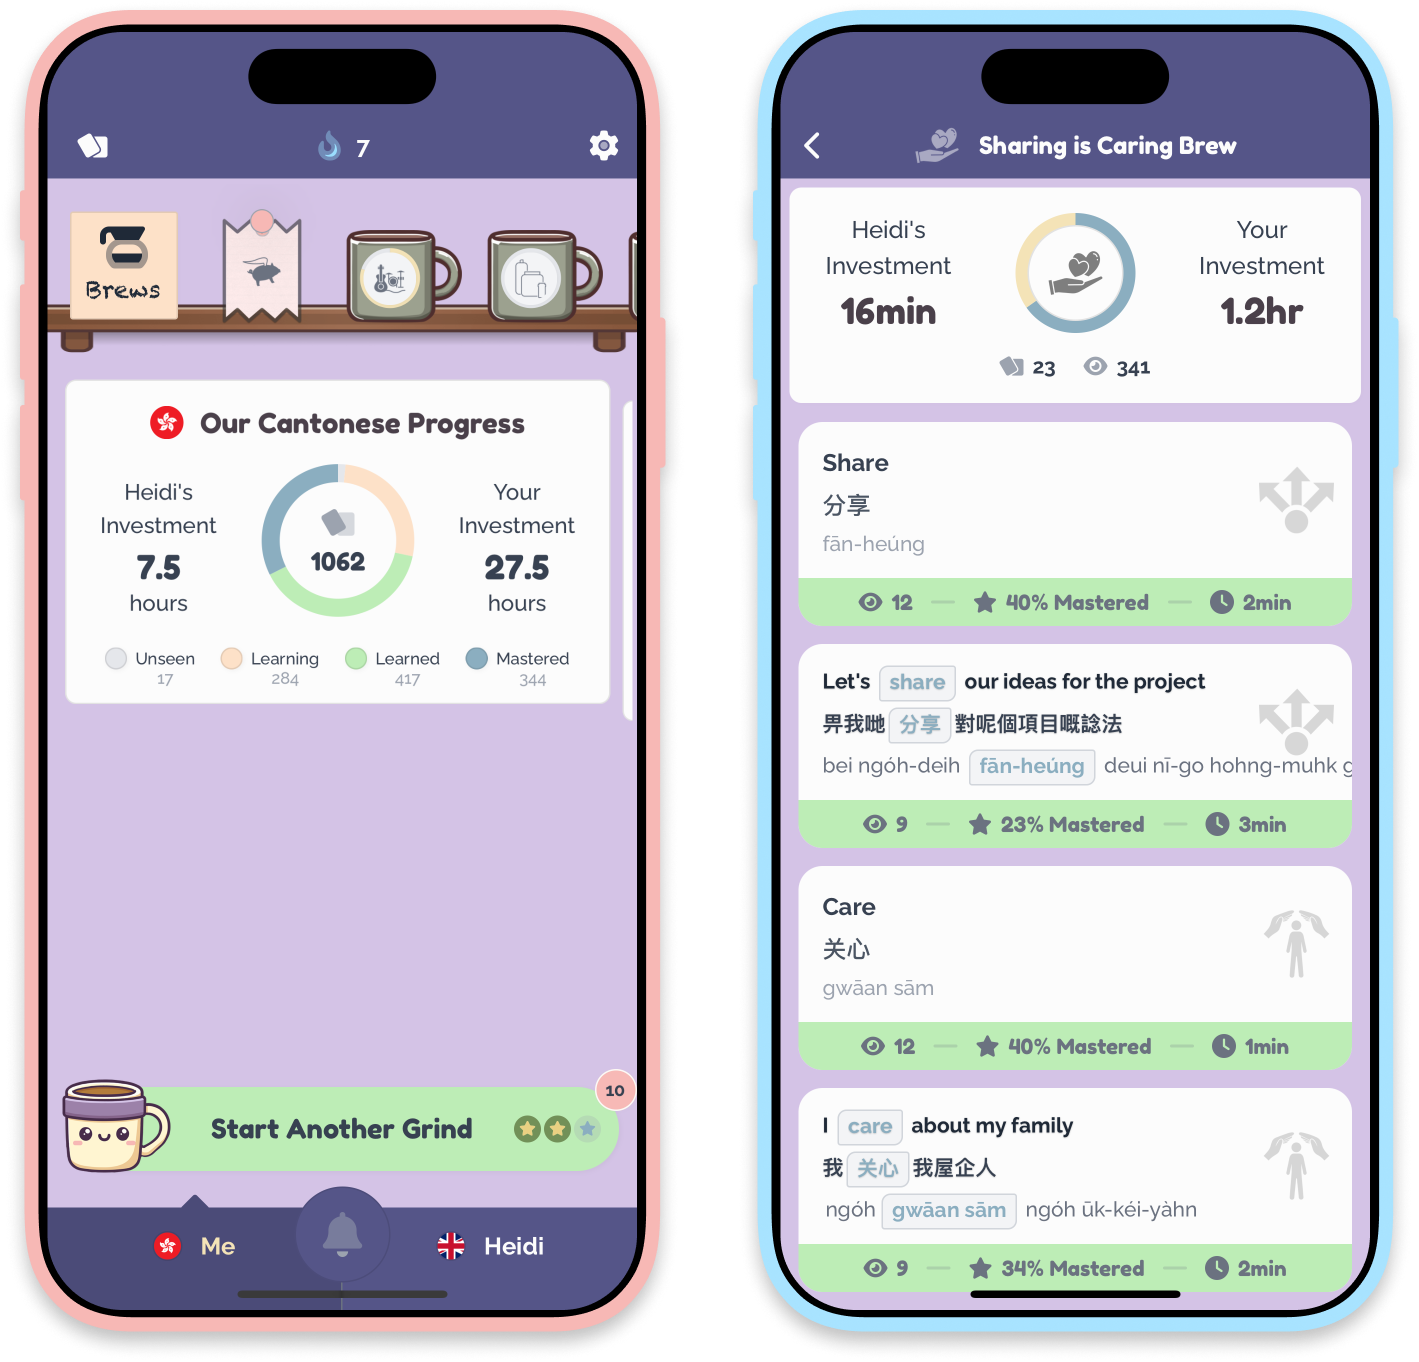 7
Brews
Our Cantonese Progress
Heidi's
Investment
7.5
hours
1062
Your
Investment
27.5
hours
Unseen
17
Learning
284
Learned
417
Mastered
344
Start Another Grind
10
Me
Heidi
Sharing is Caring Brew
Heidi's
Investment
16min
Your
Investment
1.2hr
23 341
Share
分享
fān-heúng
12 — 40% Mastered — 2min
Let's share our ideas for the project
畀我哋 分享 對呢個項目嘅諗法
bei ngóh-deih fān-heúng deui nī-go hohng-muhk g
9 — 23% Mastered — 3min
Care
关心
gwāan sām
12 — 40% Mastered — 1min
I care about my family
我 关心 我屋企人
ngóh gwāan sām ngóh ūk-kéi-yàhn
9 — 34% Mastered — 2min